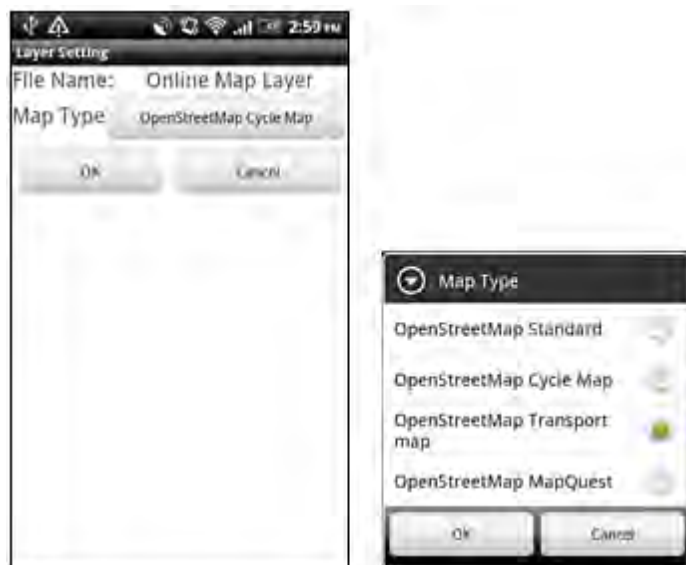 2:59 PM
Layer Setting
File Name: Online Map Layer
Map Type OpenStreetMap Cycle Map
OK Cancel
Map Type
OpenStreetMap Standard
OpenStreetMap Cycle Map
OpenStreetMap Transport
map
OpenStreetMap MapQuest
OK Cancel